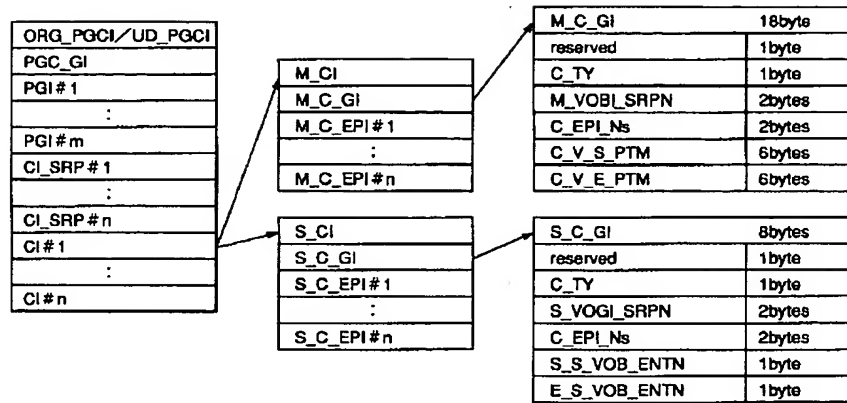 ORG_PGCI/UD_PGCI
PGC_GI
PGI#1
:
PGI#m
CI_SRP#1
:
CI_SRP#n
CI#1
:
CI#n
M_CI
M_C_GI
M_C_EPI#1
:
M_C_EPI#n
S_CI
S_C_GI
S_C_EPI#1
:
S_C_EPI#n
M_C_GI 18byte
reserved 1byte
C_TY 1byte
M_VOBI_SRPN 2bytes
C_EPI_Ns 2bytes
C_V_S_PTM 6bytes
C_V_E_PTM 6bytes
S_C_GI 8bytes
reserved 1byte
C_TY 1byte
S_VOGI_SRPN 2bytes
C_EPI_Ns 2bytes
S_S_VOB_ENTN 1byte
E_S_VOB_ENTN 1byte